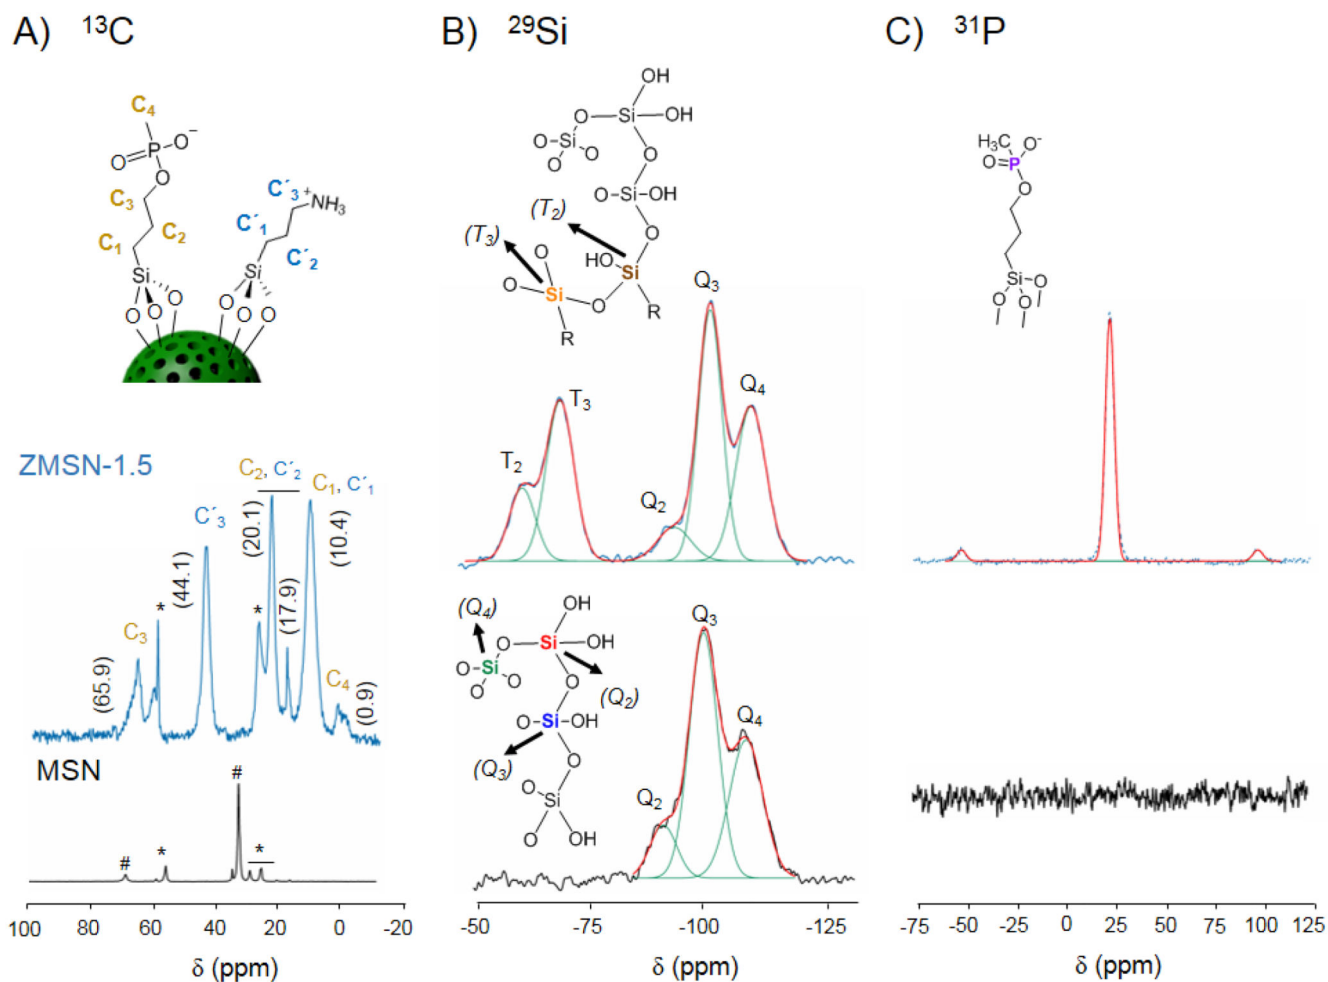 A) ¹³C
C₄
O=P–O⁻
O
C₃
C₂
C₁
Si
O O O
C´₃
⁺NH₃
C´₁
C´₂
Si
O O O
ZMSN-1.5
C₂, C´₂
C₁, C´₁
C´₃
(20.1)
(10.4)
(44.1)
*
*
(17.9)
C₃
(65.9)
C₄
(0.9)
MSN
#
#
*
*
100 80 60 40 20 0 -20
δ (ppm)
B) ²⁹Si
OH
O Si OH
O Si O
O
O
O Si OH
(T₂)
O
(T₃)
O
HO Si
O Si
O
R
R
Q₃
Q₄
T₃
T₂
Q₂
(Q₄)
OH
O Si OH
O Si O
O
(Q₂)
O
O Si OH
(Q₃)
O
O Si
O OH
Q₃
Q₄
Q₂
-50 -75 -100 -125
δ (ppm)
C) ³¹P
H₃C O⁻
O=P
O
Si O
O O
-75 -50 -25 0 25 50 75 100 125
δ (ppm)